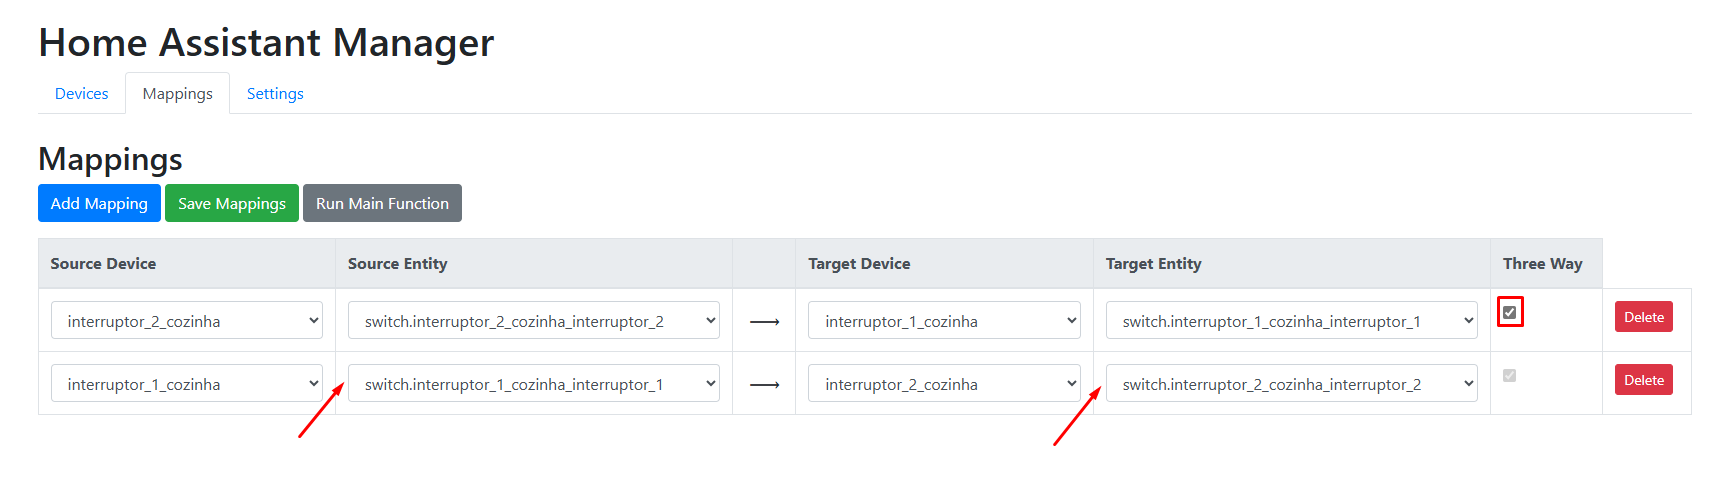 Home Assistant Manager
Devices Mappings Settings
Mappings
Add Mapping Save Mappings Run Main Function
Source Device Source Entity Target Device Target Entity Three Way
interruptor_2_cozinha switch.interruptor_2_cozinha_interruptor_2 ⟶ interruptor_1_cozinha switch.interruptor_1_cozinha_interruptor_1 Delete
interruptor_1_cozinha switch.interruptor_1_cozinha_interruptor_1 ⟶ interruptor_2_cozinha switch.interruptor_2_cozinha_interruptor_2 Delete